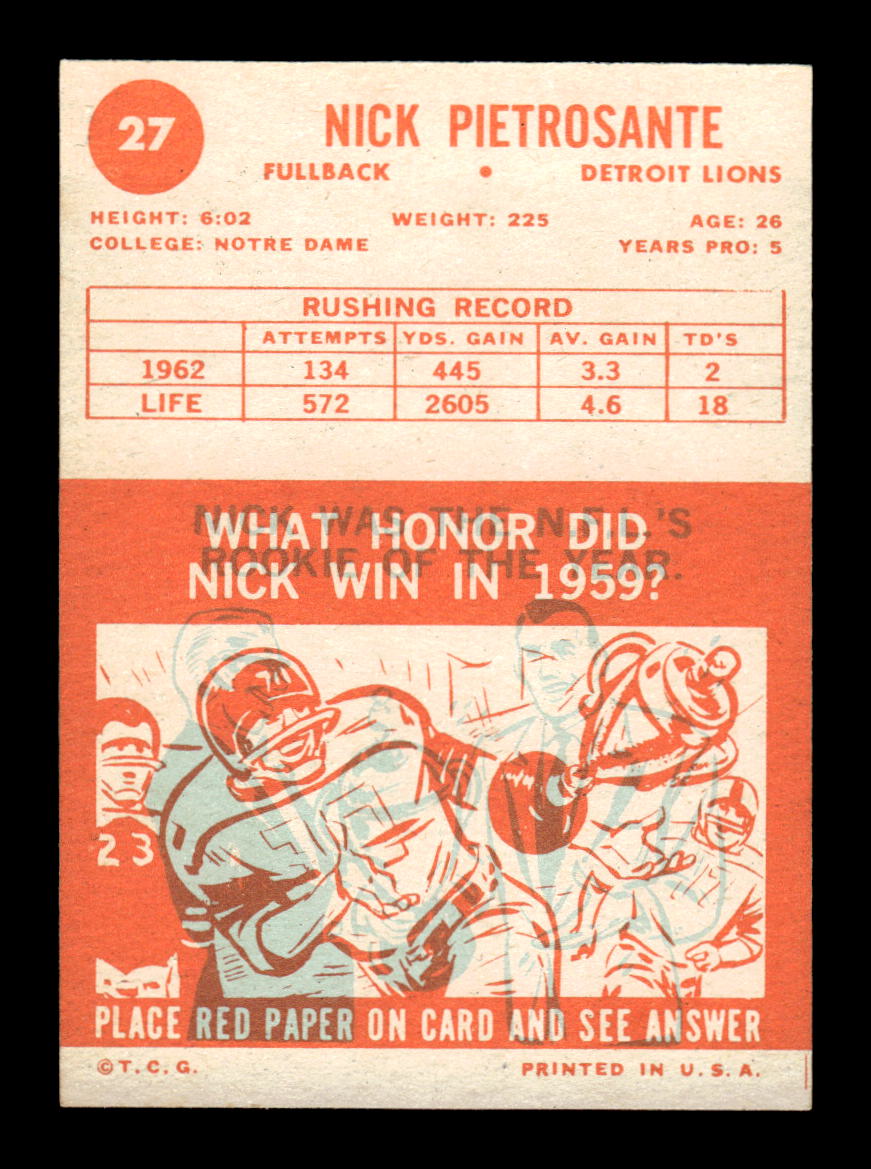 27
NICK PIETROSANTE
FULLBACK • DETROIT LIONS
HEIGHT: 6:02 WEIGHT: 225 AGE: 26
COLLEGE: NOTRE DAME YEARS PRO: 5
RUSHING RECORD
ATTEMPTS YDS. GAIN AV. GAIN TD'S
1962 134 445 3.3 2
LIFE 572 2605 4.6 18
NICK WAS THE N.F.L.'S
WHAT HONOR DID
ROOKIE OF THE YEAR.
NICK WIN IN 1959?
23
PLACE RED PAPER ON CARD AND SEE ANSWER
© T. C. G. PRINTED IN U. S. A.